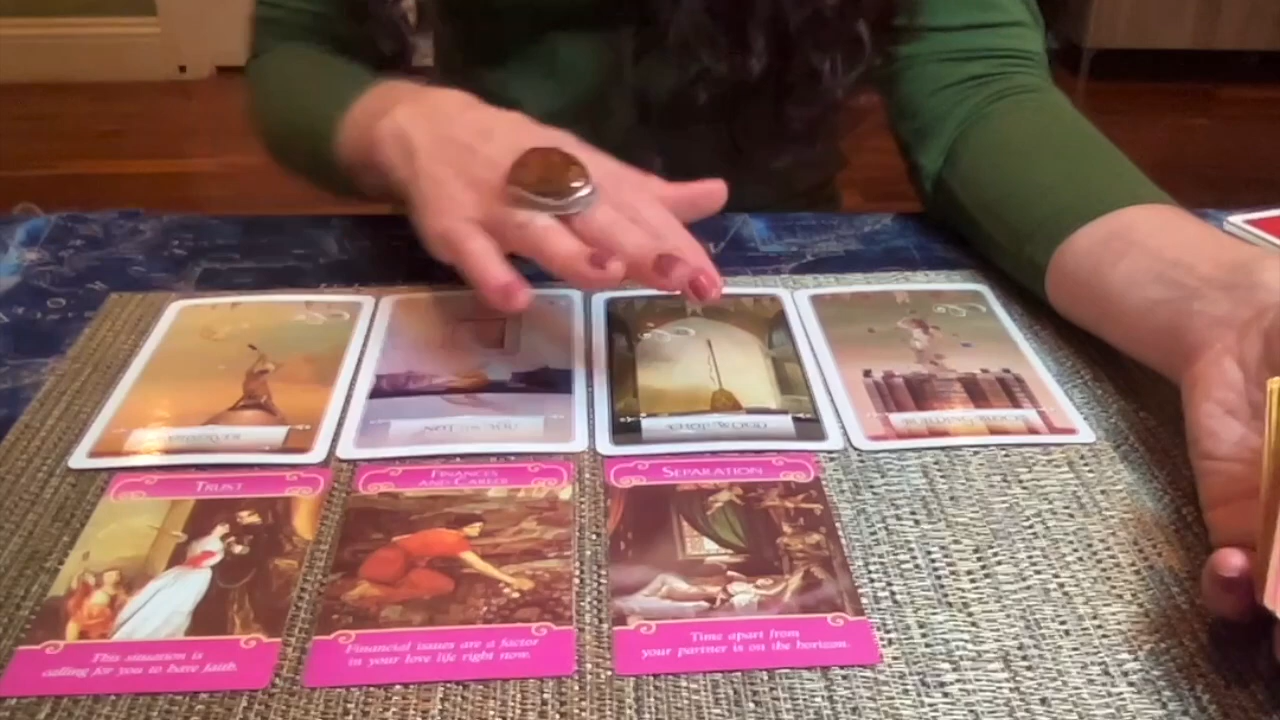 Trust
Finances
and Career
Separation
This situation is
calling for you to have faith.
Financial issues are a factor
in your love life right now.
Time apart from
your partner is on the horizon.